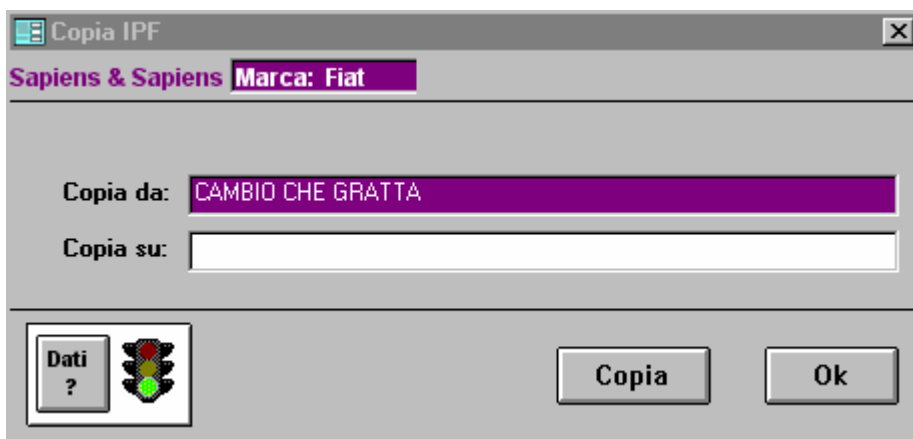 Copia IPF
Sapiens & Sapiens Marca: Fiat
Copia da: CAMBIO CHE GRATTA
Copia su:
Dati
?
Copia Ok